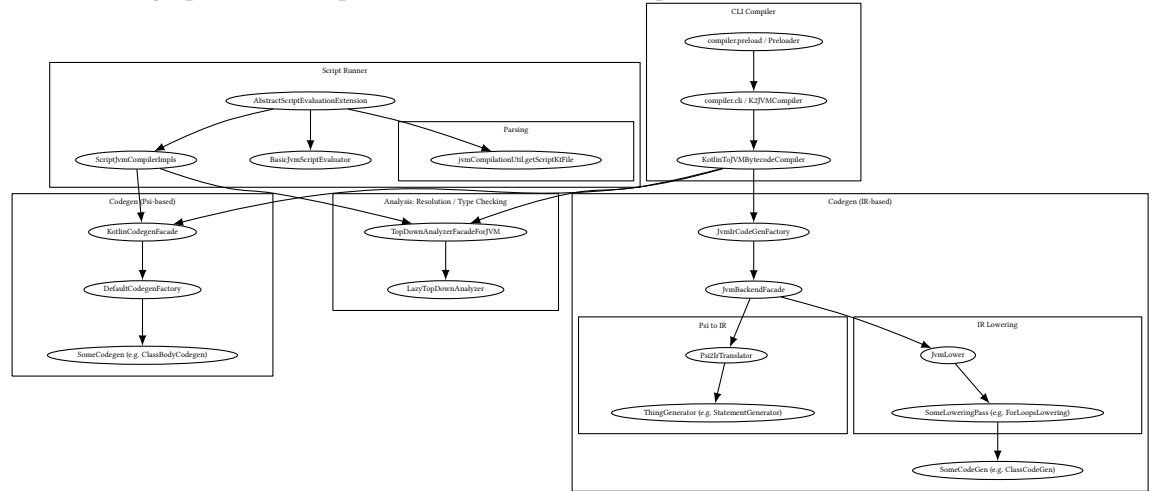 CLI Compiler
compiler.preload / Preloader
Script Runner
AbstractScriptEvaluationExtension
compiler.cli / K2JVMCompiler
Parsing
ScriptJvmCompilerImpls
BasicJvmScriptEvaluator
jvmCompilationUtil.getScriptKtFile
KotlinToJVMBytecodeCompiler
Codegen (Psi-based)
Analysis: Resolution / Type Checking
Codegen (IR-based)
KotlinCodegenFacade
TopDownAnalyzerFacadeForJVM
JvmIrCodeGenFactory
DefaultCodegenFactory
LazyTopDownAnalyzer
JvmBackendFacade
Psi to IR
IR Lowering
SomeCodegen (e.g. ClassBodyCodegen)
Psi2IrTranslator
JvmLower
ThingGenerator (e.g. StatementGenerator)
SomeLoweringPass (e.g. ForLoopsLowering)
SomeCodeGen (e.g. ClassCodeGen)